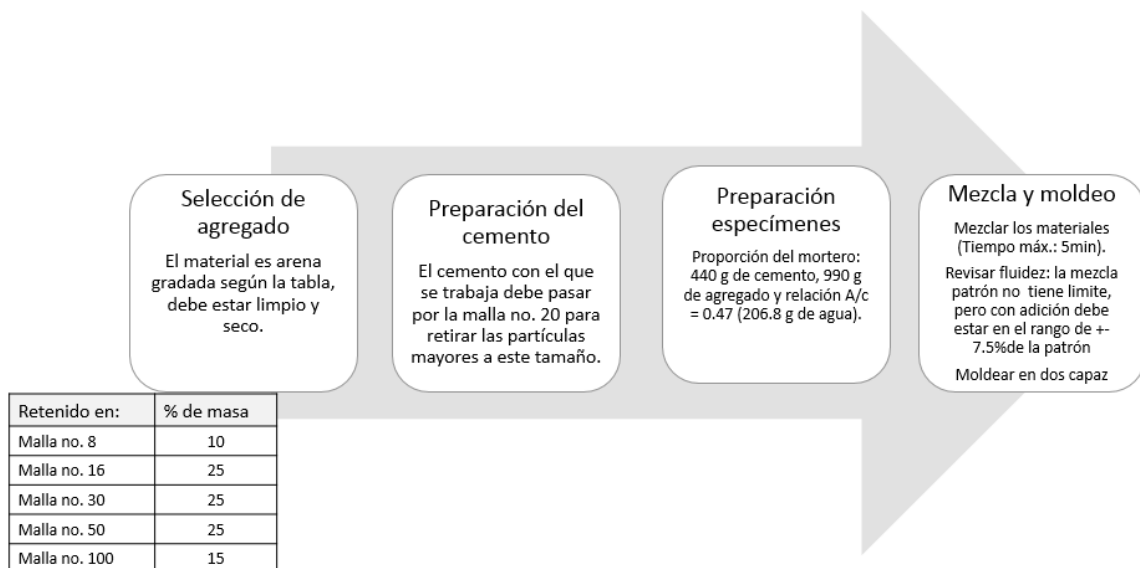 Selección de
agregado
El material es arena
gradada según la tabla,
debe estar limpio y
seco.
Preparación del
cemento
El cemento con el que
se trabaja debe pasar
por la malla no. 20 para
retirar las partículas
mayores a este tamaño.
Preparación
especímenes
Proporción del mortero:
440 g de cemento, 990 g
de agregado y relación A/c
= 0.47 (206.8 g de agua).
Mezcla y moldeo
Mezclar los materiales
(Tiempo máx.: 5min).
Revisar fluidez: la mezcla
patrón no tiene limite,
pero con adición debe
estar en el rango de +-
7.5%de la patrón
Moldear en dos capaz
Retenido en: % de masa
Malla no. 8 10
Malla no. 16 25
Malla no. 30 25
Malla no. 50 25
Malla no. 100 15